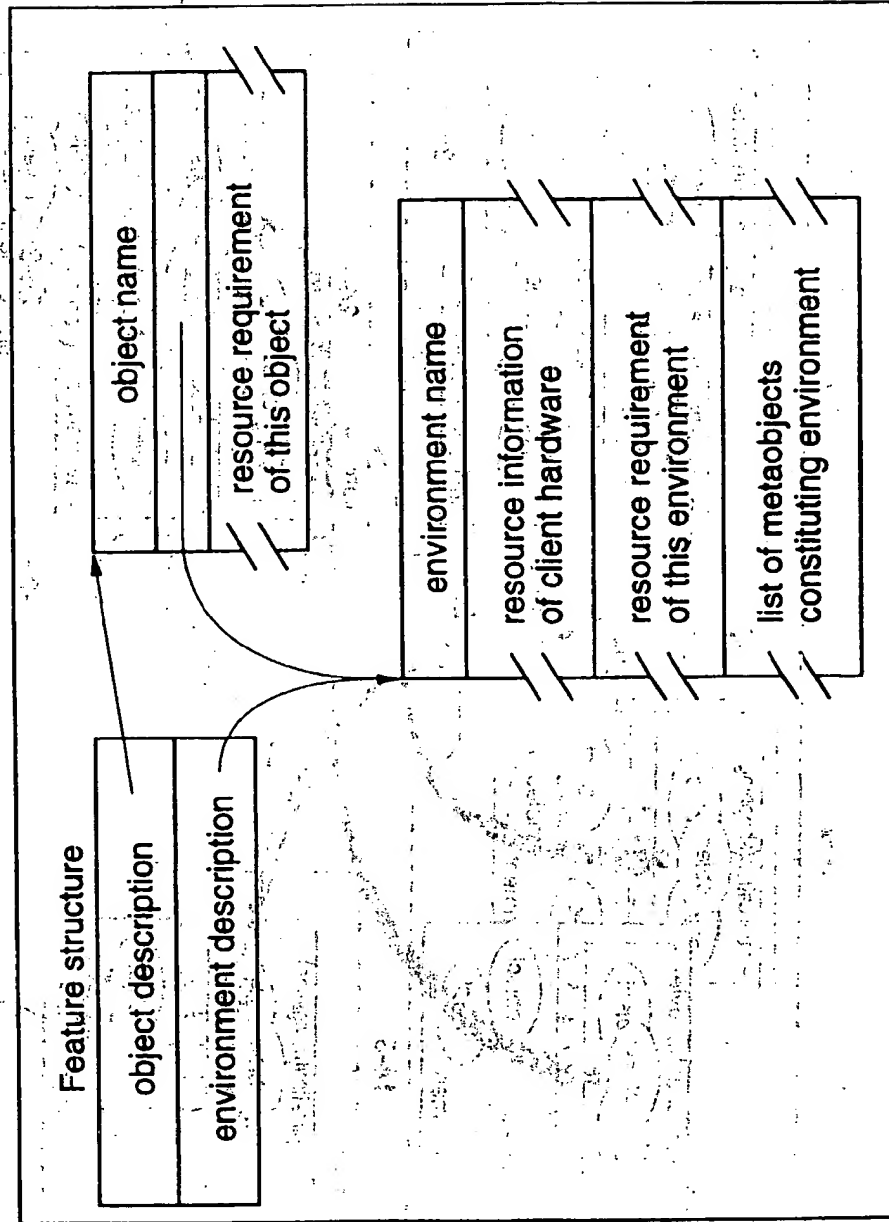 Feature structure
object description
environment description
object name
resource requirement
of this object
environment name
resource information
of client hardware
resource requirement
of this environment
list of metaobjects
constituting environment